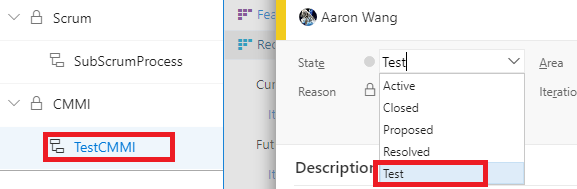 Scrum
SubScrumProcess
CMMI
TestCMMI
Fea
Rec
Cur
It
Fut
It
Aaron Wang
State Test Area
Reason Iteratio
Active
Closed
Proposed
Resolved
Test
Description